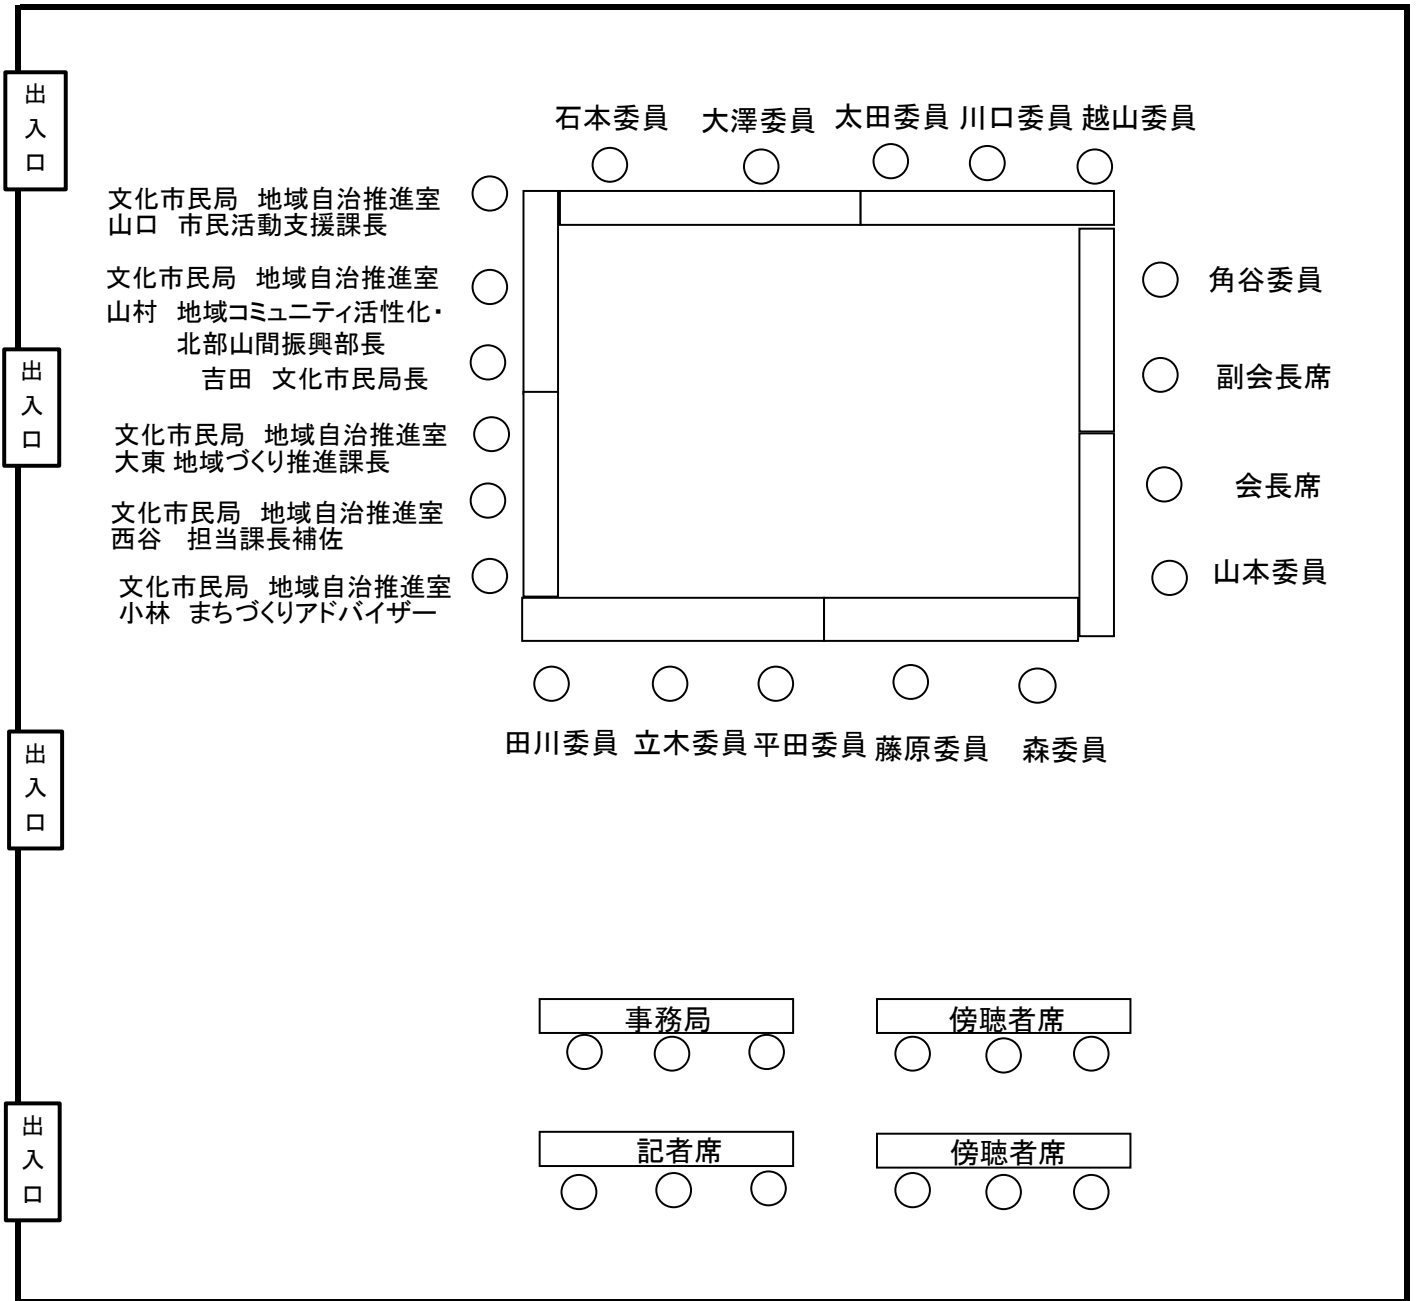 出入口
石本委員 大澤委員 太田委員 川口委員 越山委員
文化市民局 地域自治推進室
山口 市民活動支援課長
文化市民局 地域自治推進室
山村 地域コミュニティ活性化・
北部山間振興部長
吉田 文化市民局長
文化市民局 地域自治推進室
大東 地域づくり推進課長
文化市民局 地域自治推進室
西谷 担当課長補佐
文化市民局 地域自治推進室
小林 まちづくりアドバイザー
角谷委員
副会長席
会長席
山本委員
出入口
田川委員 立木委員 平田委員 藤原委員 森委員
出入口
事務局 傍聴者席
記者席 傍聴者席
出入口